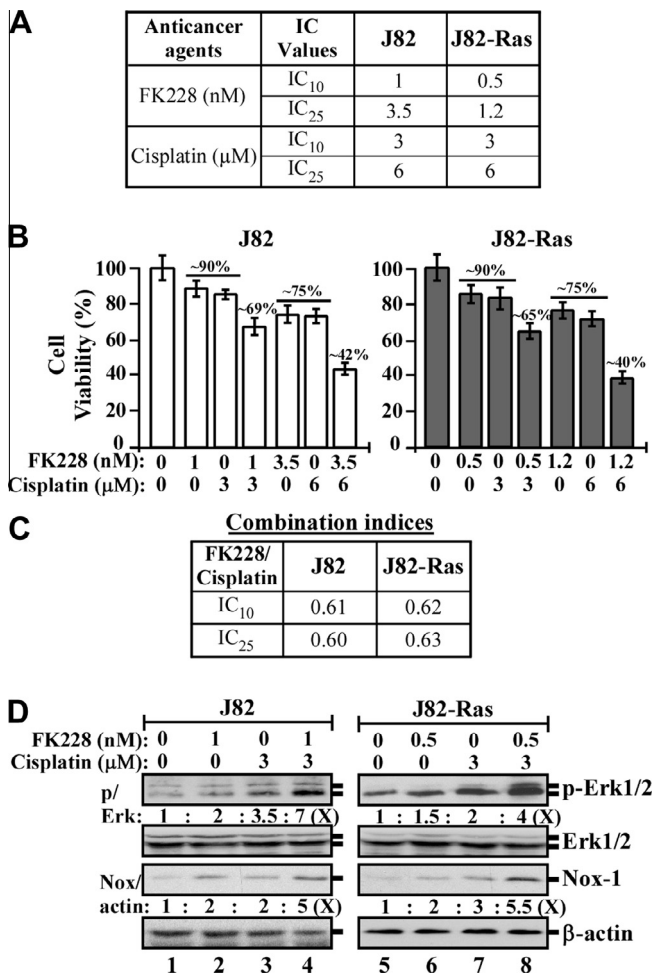 A
Anticancer agents IC Values J82 J82-Ras
FK228 (nM) IC10 1 0.5
IC25 3.5 1.2
Cisplatin (μM) IC10 3 3
IC25 6 6
B
J82 J82-Ras
Cell Viability (%)
100 80 60 40 20 0
~90% ~69% ~75% ~42%
100 80 60 40 20 0
~90% ~65% ~75% ~40%
FK228 (nM): 0 1 0 1 3.5 0 3.5 0 0.5 0 0.5 1.2 0 1.2
Cisplatin (μM): 0 0 3 3 0 6 6 0 0 3 3 0 6 6
C
Combination indices
FK228/Cisplatin J82 J82-Ras
IC10 0.61 0.62
IC25 0.60 0.63
D
J82 J82-Ras
FK228 (nM): 0 1 0 1 0 0.5 0 0.5
Cisplatin (μM): 0 0 3 3 0 0 3 3
p/ p-Erk1/2
Erk: 1 : 2 : 3.5 : 7 (X) 1 : 1.5 : 2 : 4 (X)
Erk1/2
Nox/ Nox-1
actin: 1 : 2 : 2 : 5 (X) 1 : 2 : 3 : 5.5 (X)
β-actin
1 2 3 4 5 6 7 8